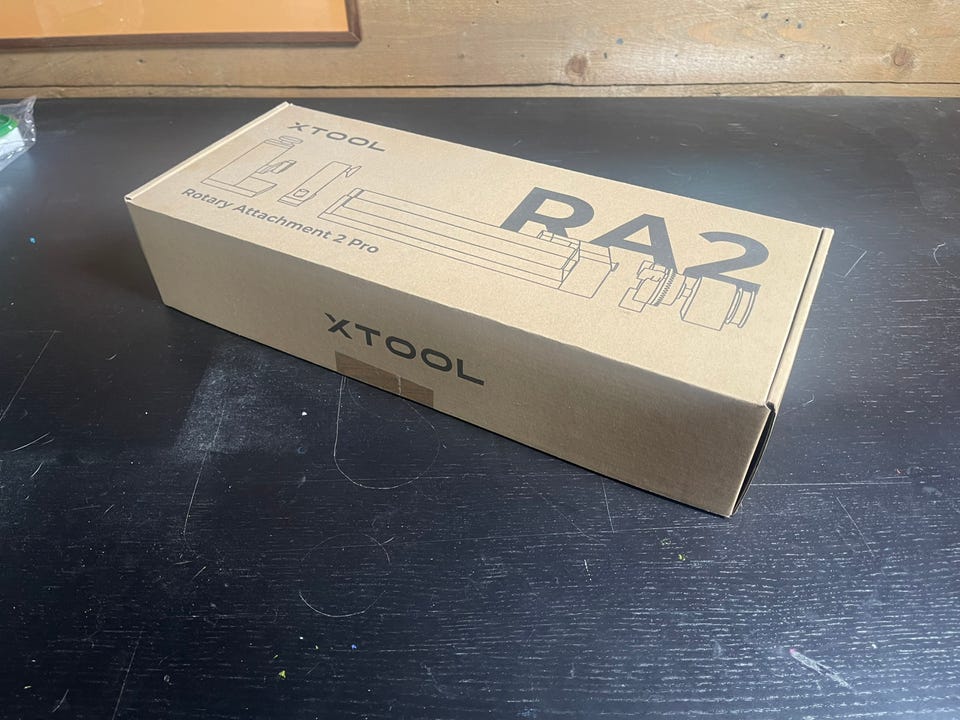 XTOOL
RA2
Rotary Attachment 2 Pro
XTOOL